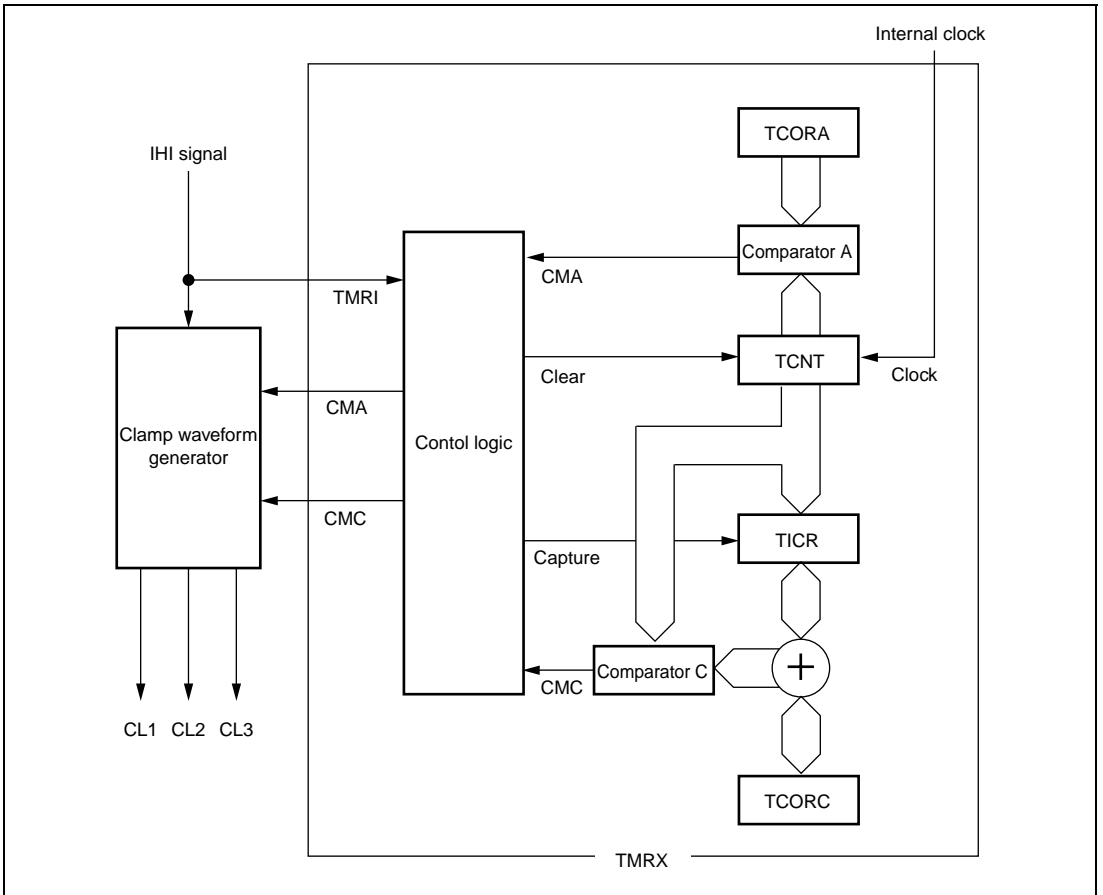 Internal clock
TCORA
IHI signal
Comparator A
CMA
TMRI
TCNT
Clear
Clock
CMA
Clamp waveform
generator
Contol logic
CMC
TICR
Capture
Comparator C
+
CMC
CL1 CL2 CL3
TCORC
TMRX